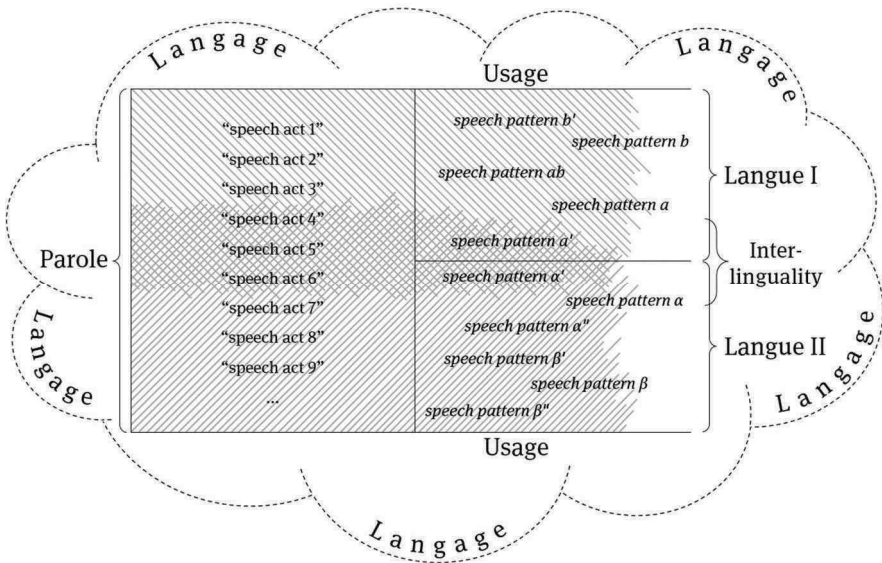 Langage
Langage
Usage
“speech act 1”
“speech act 2”
“speech act 3”
“speech act 4”
“speech act 5”
“speech act 6”
“speech act 7”
“speech act 8”
“speech act 9”
...
speech pattern b'
speech pattern b
speech pattern ab
speech pattern a
speech pattern a'
speech pattern α'
speech pattern α
speech pattern α"
speech pattern β'
speech pattern β
speech pattern β"
Parole
Langue I
Inter-
linguality
Langue II
Usage
Langage
Langage
Langage